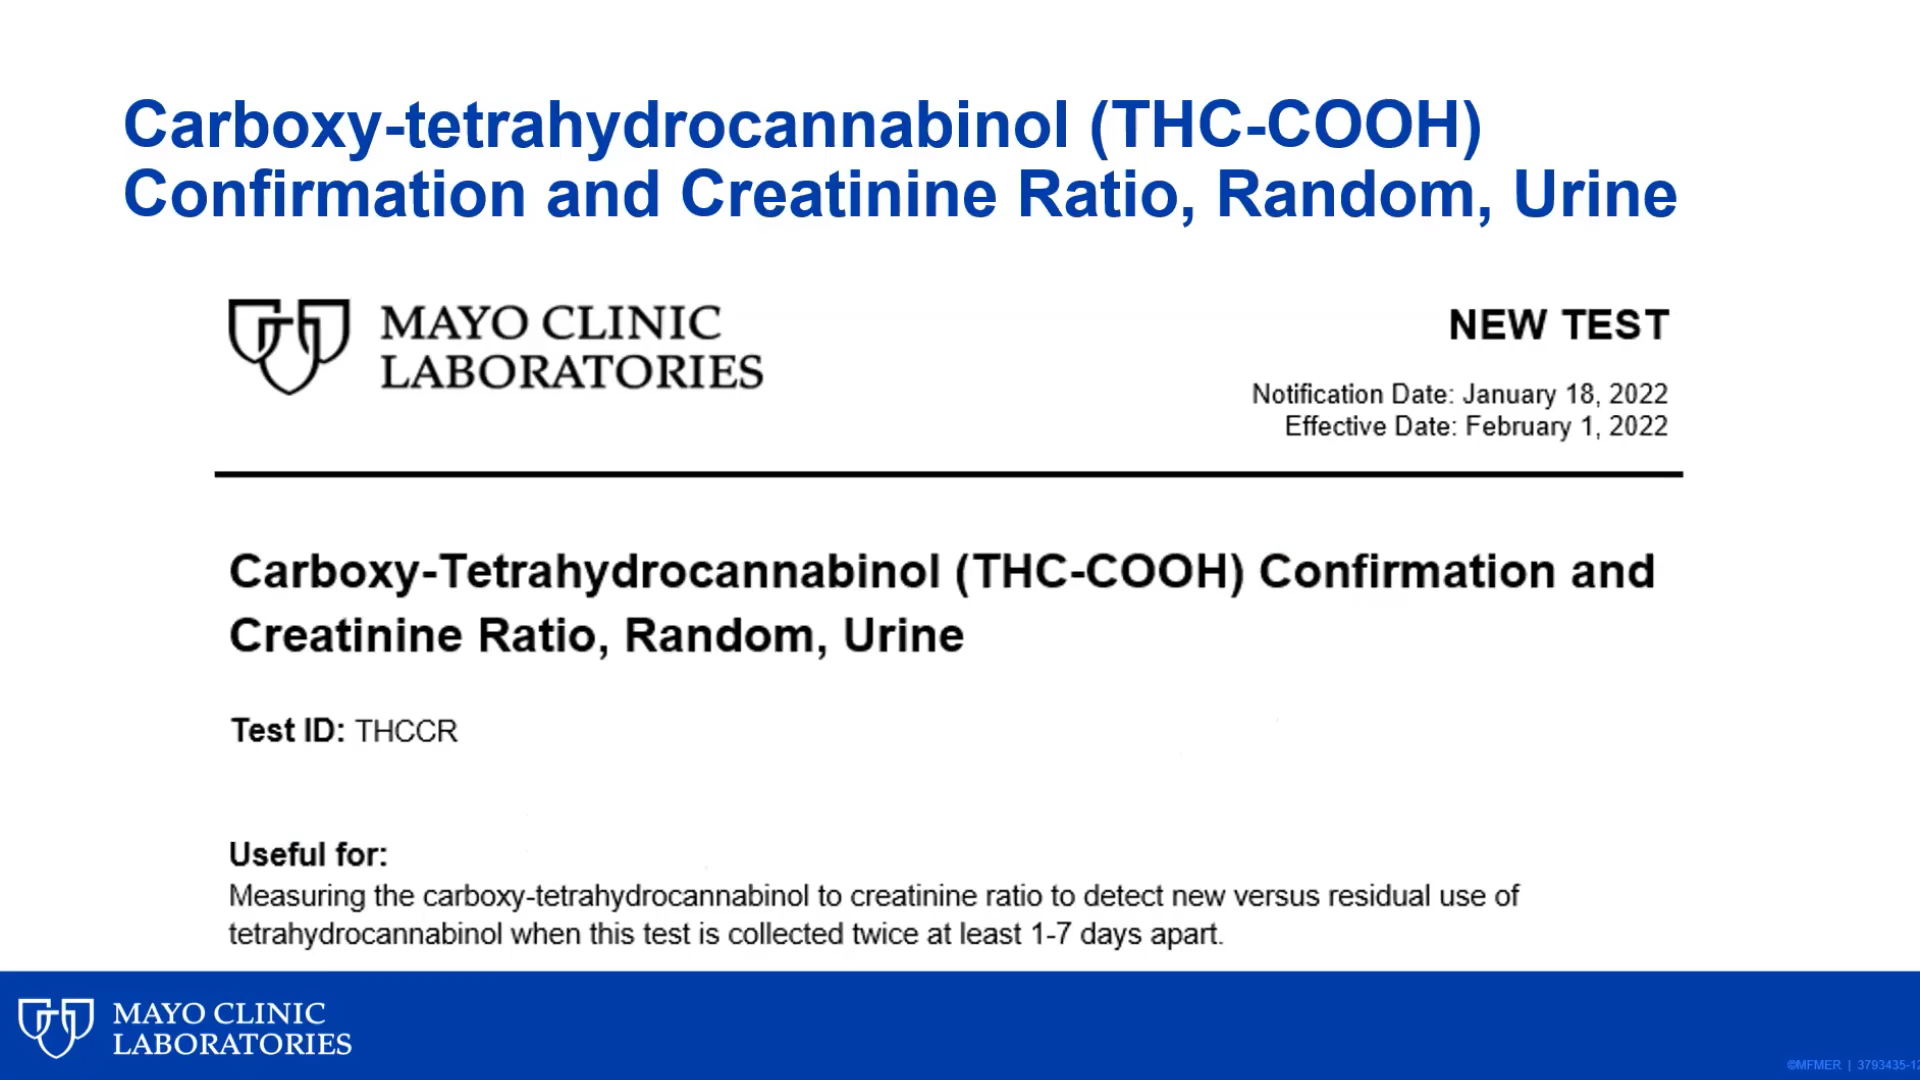 Carboxy-tetrahydrocannabinol (THC-COOH)
Confirmation and Creatinine Ratio, Random, Urine
MAYO CLINIC
LABORATORIES
NEW TEST
Notification Date: January 18, 2022
Effective Date: February 1, 2022
Carboxy-Tetrahydrocannabinol (THC-COOH) Confirmation and
Creatinine Ratio, Random, Urine
Test ID: THCCR
Useful for:
Measuring the carboxy-tetrahydrocannabinol to creatinine ratio to detect new versus residual use of
tetrahydrocannabinol when this test is collected twice at least 1-7 days apart.
MAYO CLINIC
LABORATORIES
©MFMER | 3793435-12